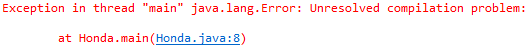 Exception in thread "main" java.lang.Error: Unresolved compilation problem:
at Honda.main(Honda.java:8)